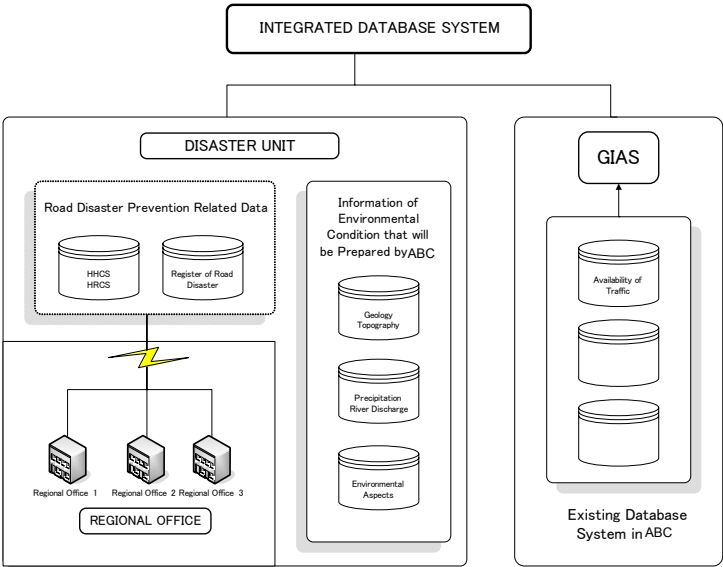 INTEGRATED DATABASE SYSTEM
DISASTER UNIT
Road Disaster Prevention Related Data
HHCS
HRCS
Register of Road
Disaster
Regional Office 1
Regional Office 2
Regional Office 3
REGIONAL OFFICE
Information of
Environmental
Condition that will
be Prepared by ABC
Geology
Topography
Precipitation
River Discharge
Environmental
Aspects
GIAS
Availability of
Traffic
Existing Database
System in ABC